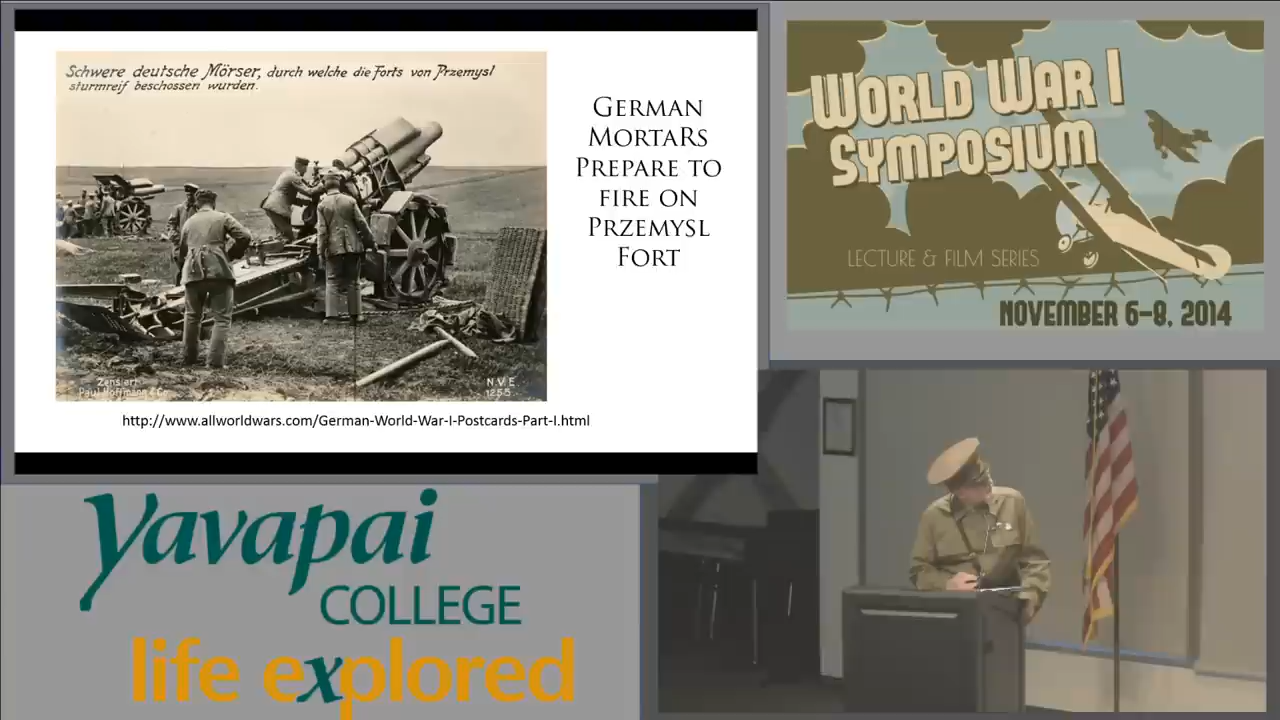 Schwere deutsche Mörser, durch welche die Forts von Przemysl
sturmreif beschossen wurden.
Zensiert
Paul Hoffmann & Co.
N.V.E.
1255
German
Mortars
Prepare to
fire on
Przemysl
Fort
http://www.allworldwars.com/German-World-War-I-Postcards-Part-I.html
World War I
Symposium
LECTURE & FILM SERIES
NOVEMBER 6-8, 2014
Yavapai
COLLEGE
life explored